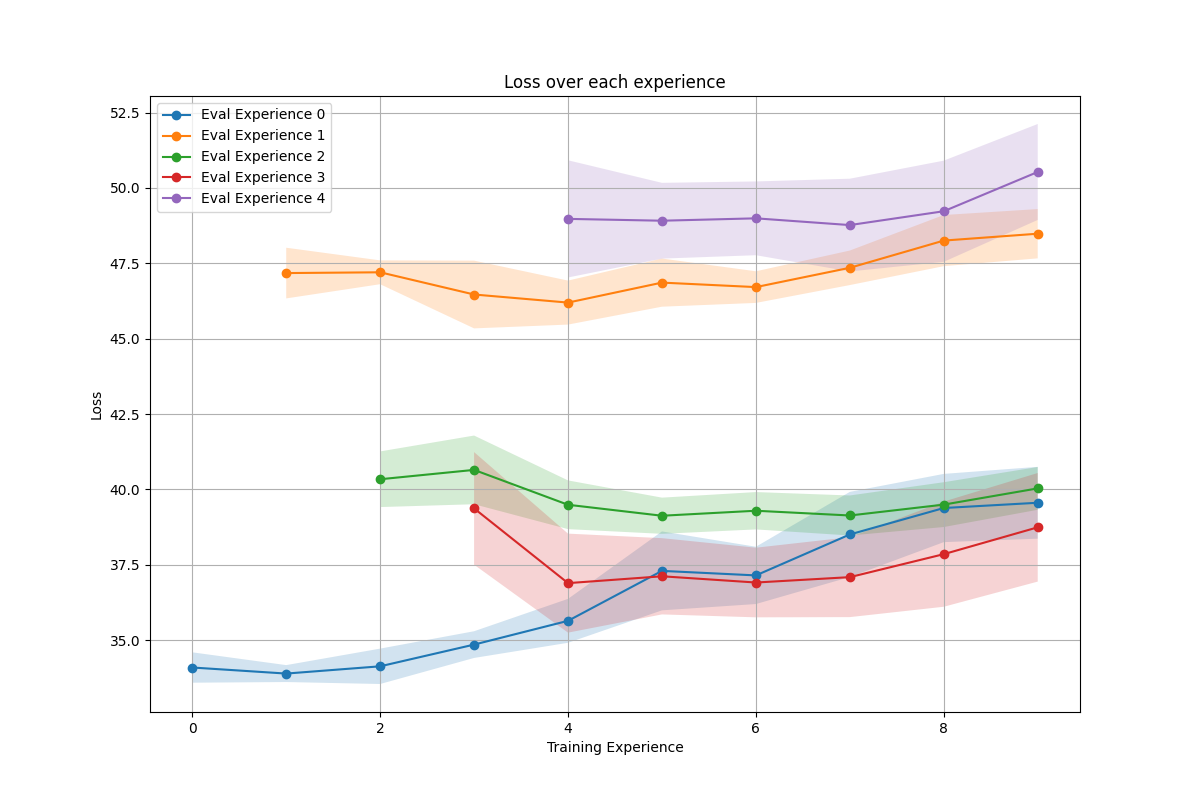 Loss over each experience
Eval Experience 0
Eval Experience 1
Eval Experience 2
Eval Experience 3
Eval Experience 4
52.5
50.0
47.5
45.0
42.5
40.0
37.5
35.0
Loss
0 2 4 6 8
Training Experience